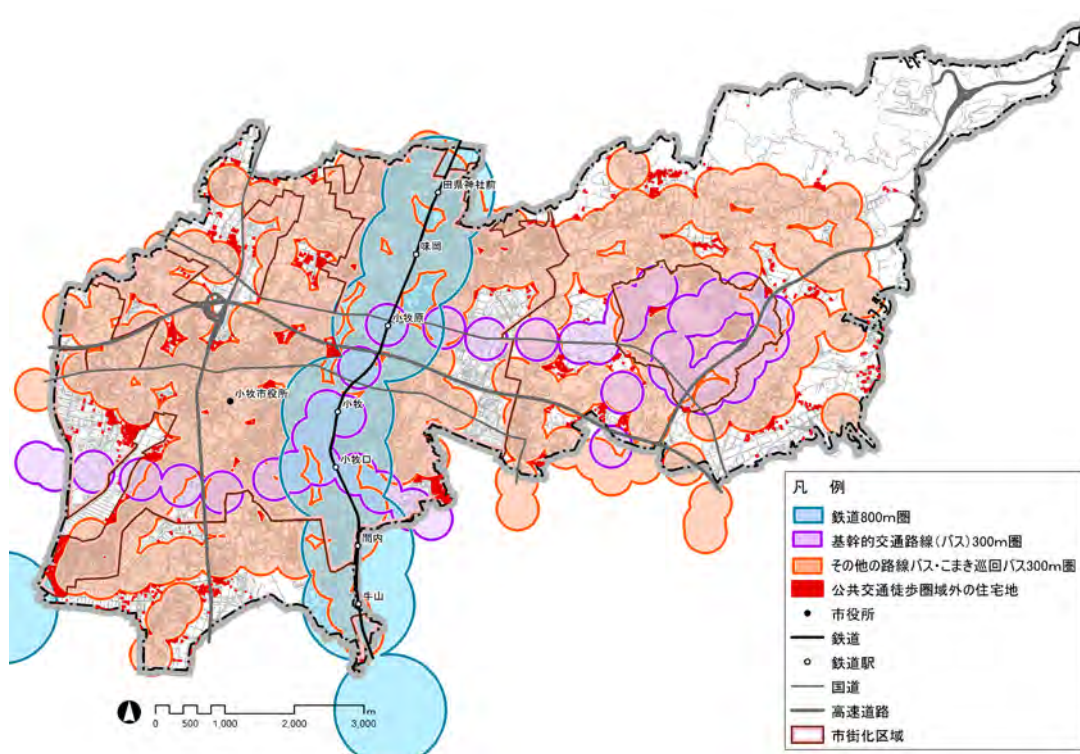 田県神社前
味岡
小牧原
小牧市役所
小牧
小牧口
間内
牛山
0 500 1,000 2,000 3,000
m
凡 例
鉄道800m圏
基幹的交通路線(バス)300m圏
その他の路線バス・こまき巡回バス300m圏
公共交通徒歩圏域外の住宅地
市役所
鉄道
鉄道駅
国道
高速道路
市街化区域